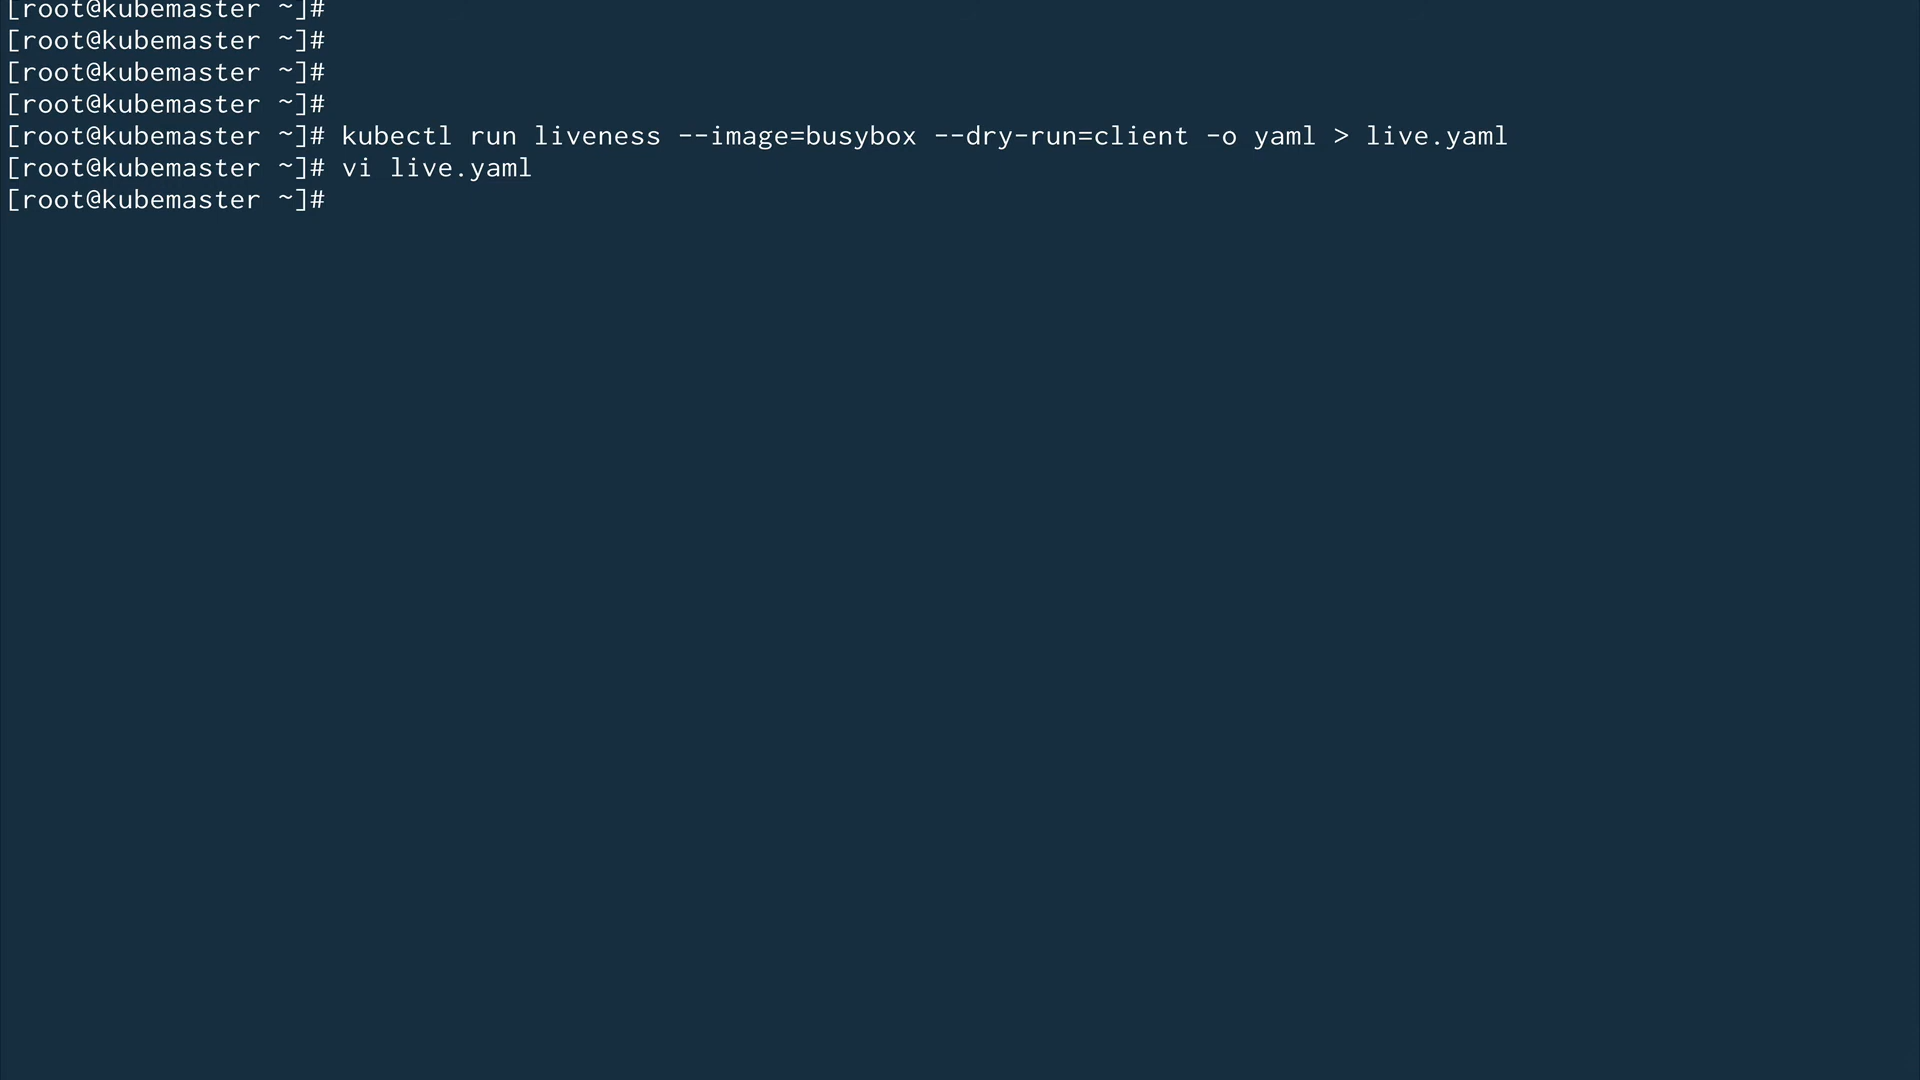 [root@kubemaster ~]#
[root@kubemaster ~]#
[root@kubemaster ~]#
[root@kubemaster ~]#
[root@kubemaster ~]# kubectl run liveness --image=busybox --dry-run=client -o yaml > live.yaml
[root@kubemaster ~]# vi live.yaml
[root@kubemaster ~]#